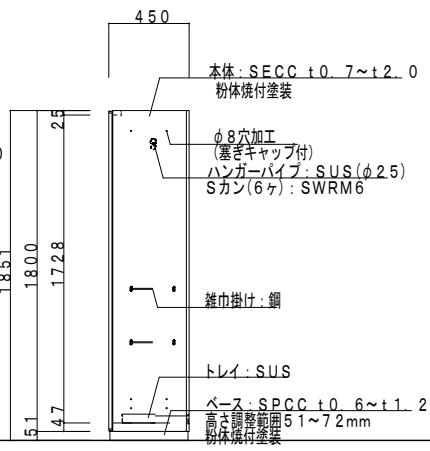 450
本体：SECC t0.7~t2.0
粉体焼付塗装
25
φ8穴加工
(塞ぎキャップ付)
ハンガーパイプ：SUS(φ25)
Sカン(6ヶ)：SWRM6
1851
1800
1728
雑巾掛け：鋼
トレイ：SUS
ベース：SPCC t0.6~t1.2
高さ調整範囲51~72mm
粉体焼付塗装
51
47